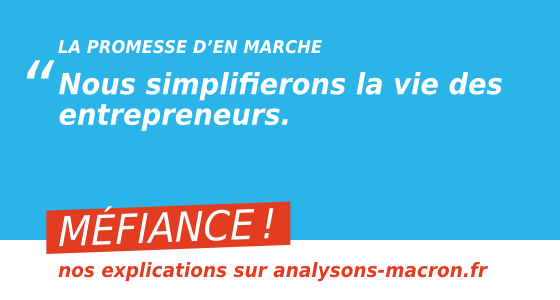 LA PROMESSE D’EN MARCHE
“ Nous simplifierons la vie des
entrepreneurs.
MÉFIANCE !
nos explications sur analysons-macron.fr